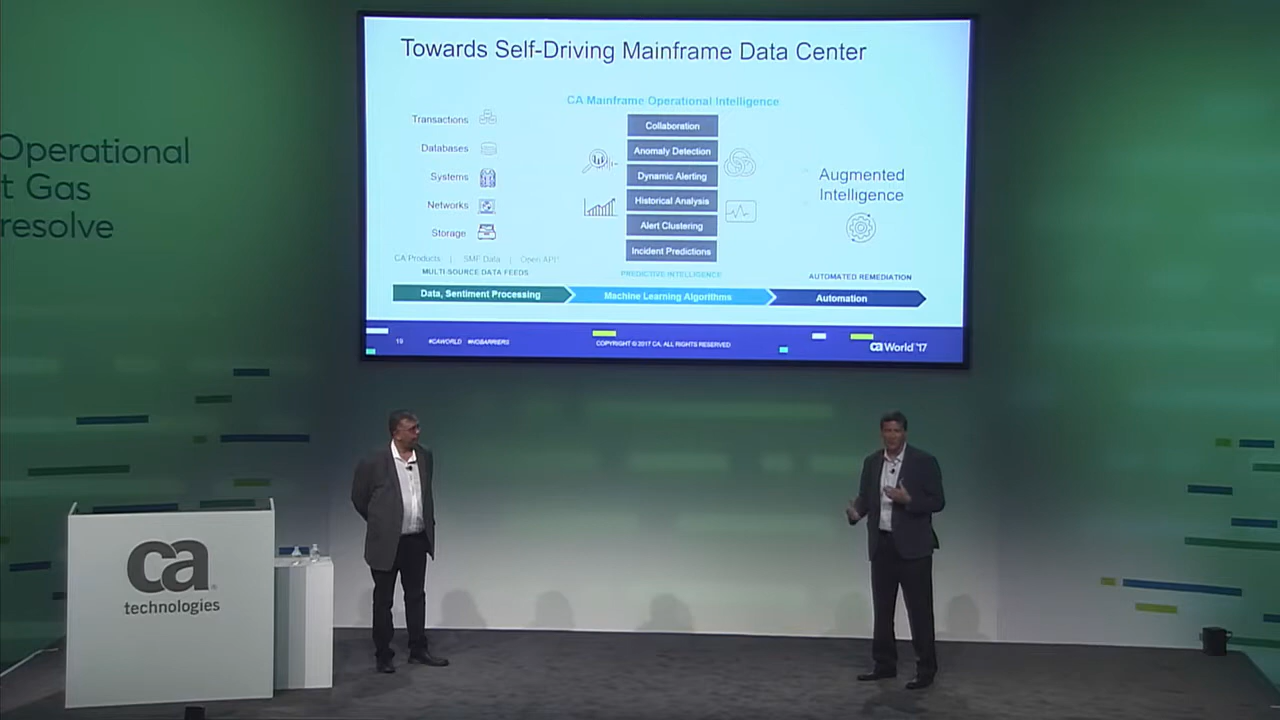 Operational
t Gas
resolve
Towards Self-Driving Mainframe Data Center
CA Mainframe Operational Intelligence
Transactions
Databases
Systems
Networks
Storage
CA Products | SMF Data | Open API
MULTI-SOURCE DATA FEEDS
Collaboration
Anomaly Detection
Dynamic Alerting
Historical Analysis
Alert Clustering
Incident Predictions
PREDICTIVE INTELLIGENCE
Augmented
Intelligence
AUTOMATED REMEDIATION
Data, Sentiment Processing
Machine Learning Algorithms
Automation
19 #CAWORLD #NOBARRIERS COPYRIGHT © 2017 CA, ALL RIGHTS RESERVED ca World '17
ca
technologies